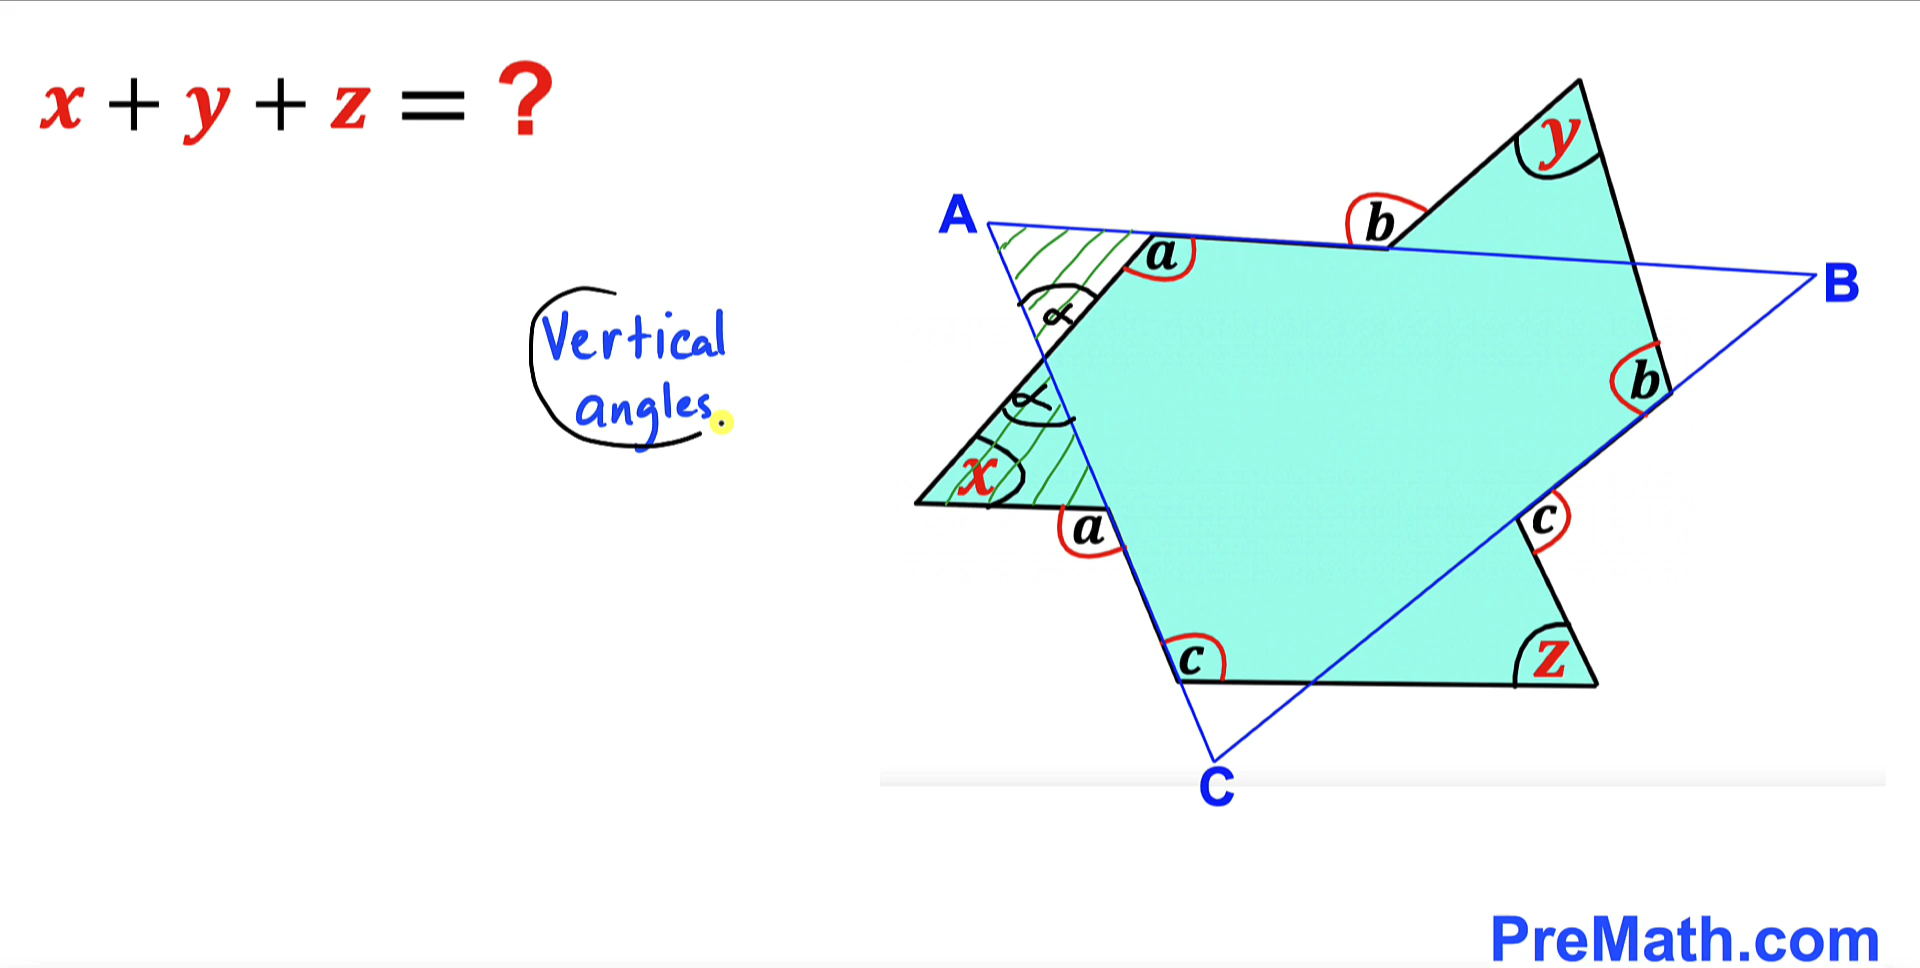 x + y + z = ?
y
A
b
a
B
α
Vertical
angles.
b
α
x
a
c
c
z
C
PreMath.com